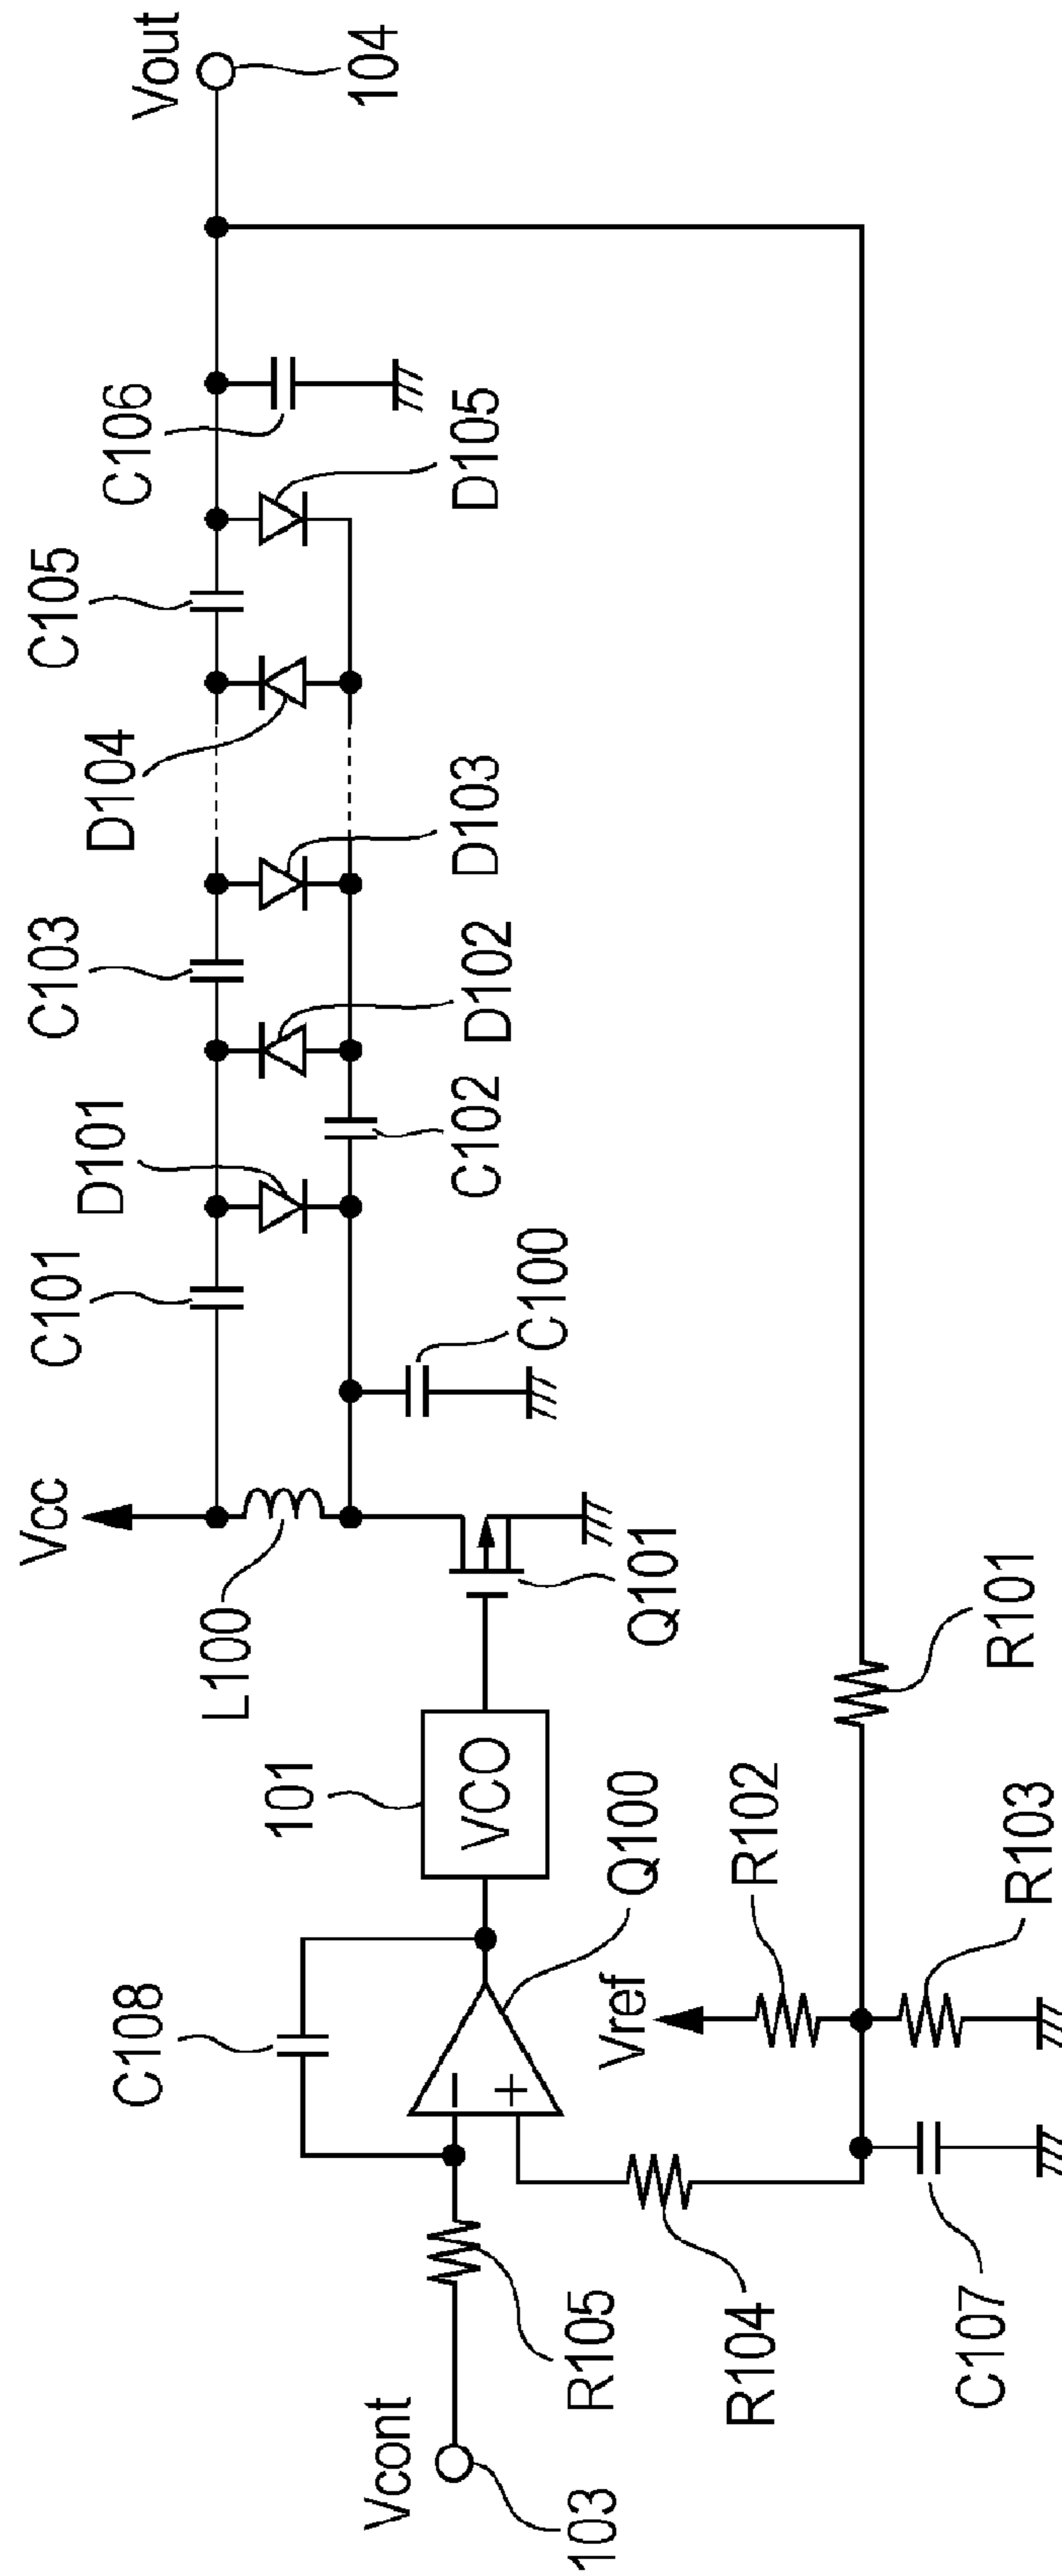 Vcont
103
R105
C108
Q100
R104
C107
Vref
R102
R103
R101
101
VCO
Q101
L100
Vcc
C100
C101
D101
C102
D102
C103
D103
D104
C105
D105
C106
Vout
104
−
+